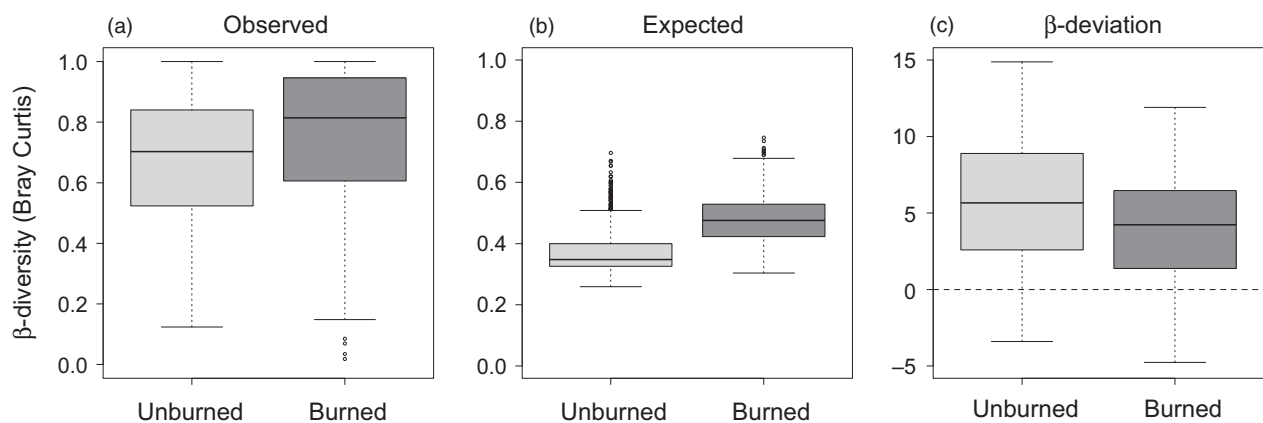 (a) Observed
(b) Expected
(c) β-deviation
β-diversity (Bray Curtis)
1.0
0.8
0.6
0.4
0.2
0.0
Unburned Burned
1.0
0.8
0.6
0.4
0.2
0.0
Unburned Burned
15
10
5
0
–5
Unburned Burned